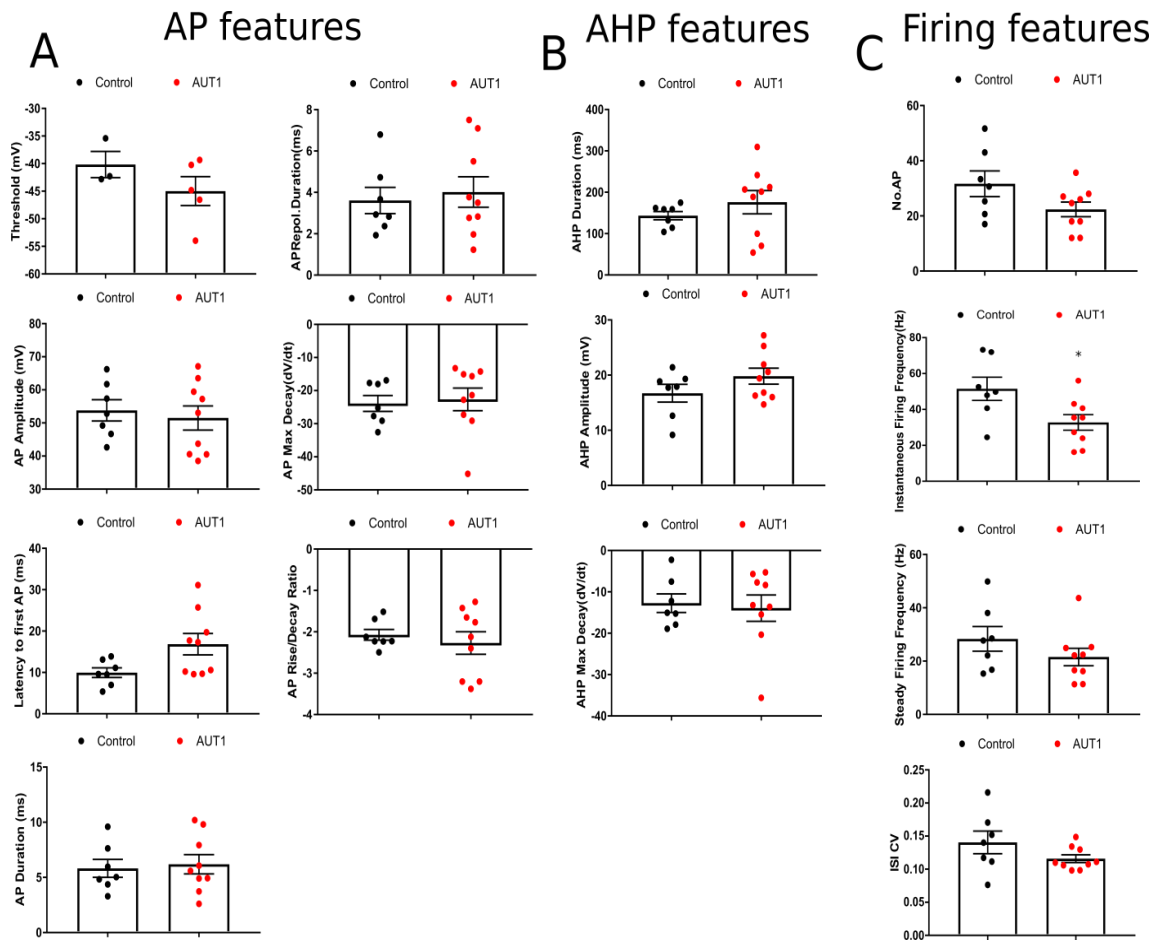 AP features
AHP features
Firing features
A
B
C
Control AUT1
Threshold (mV)
-30
-35
-40
-45
-50
-55
-60
Control AUT1
APRepol.Duration(ms)
8
6
4
2
0
Control AUT1
AHP Duration (ms)
400
300
200
100
0
Control AUT1
No.AP
60
40
20
0
Control AUT1
AP Amplitude (mV)
80
70
60
50
40
30
Control AUT1
AP Max Decay(dV/dt)
0
-10
-20
-30
-40
-50
Control AUT1
AHP Amplitude (mV)
30
20
10
0
Control AUT1
Instantaneous Firing Frequency(Hz)
80
60
40
20
0
*
Control AUT1
Latency to first AP (ms)
40
30
20
10
0
Control AUT1
AP Rise/Decay Ratio
0
-1
-2
-3
-4
Control AUT1
AHP Max Decay(dV/dt)
0
-10
-20
-30
-40
Control AUT1
Steady Firing Frequency (Hz)
60
40
20
0
Control AUT1
AP Duration (ms)
15
10
5
0
Control AUT1
ISI CV
0.25
0.20
0.15
0.10
0.05
0.00